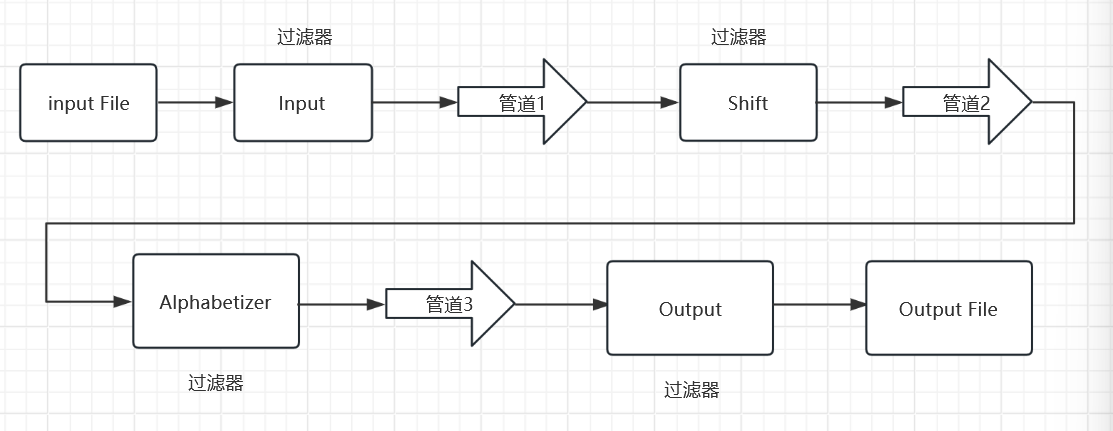 过滤器
过滤器
input File
Input
管道1
Shift
管道2
Alphabetizer
管道3
Output
Output File
过滤器
过滤器